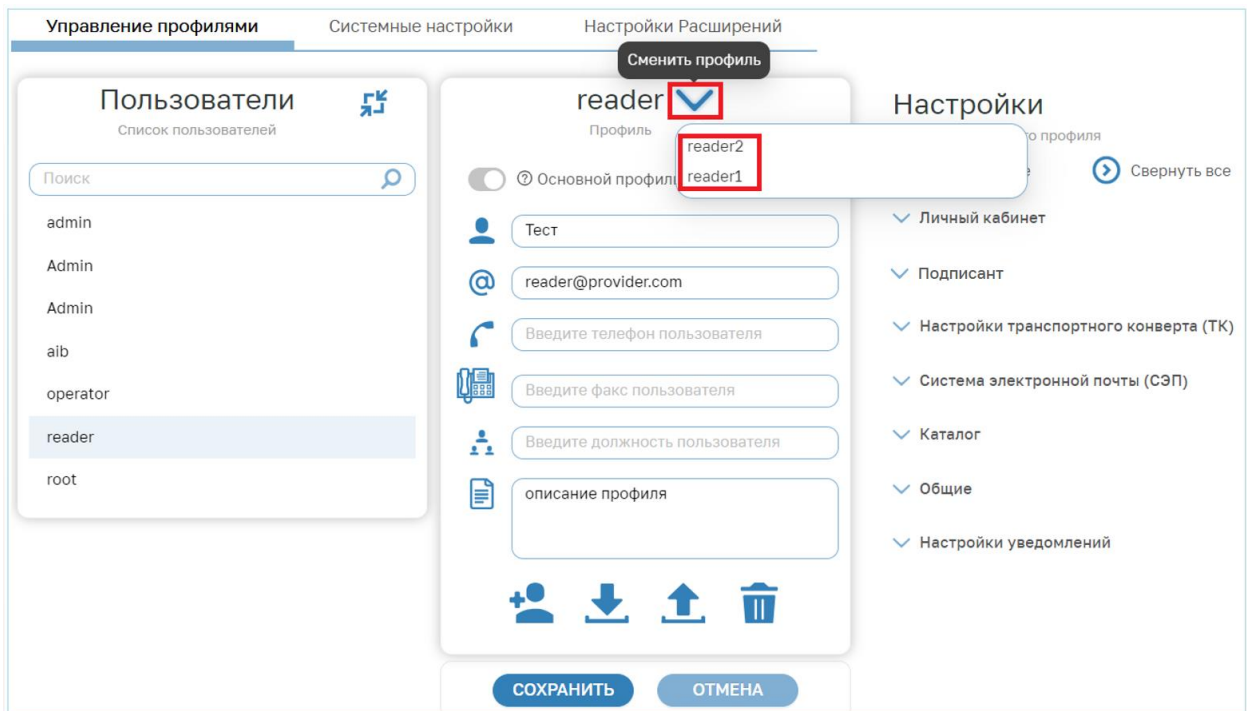 Управление профилями
Системные настройки
Настройки Расширений
Сменить профиль
Пользователи
Список пользователей
Поиск
admin
Admin
Admin
aib
operator
reader
root
reader
Профиль
reader2
reader1
Основной профиль
Тест
reader@provider.com
Введите телефон пользователя
Введите факс пользователя
Введите должность пользователя
описание профиля
СОХРАНИТЬ
ОТМЕНА
Настройки
о профиля
Свернуть все
Личный кабинет
Подписант
Настройки транспортного конверта (ТК)
Система электронной почты (СЭП)
Каталог
Общие
Настройки уведомлений